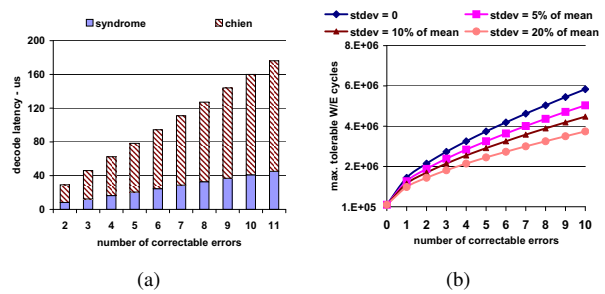 syndrome chien
200
160
120
80
40
0
decode latency - us
2 3 4 5 6 7 8 9 10 11
number of correctable errors
(a)
stdev = 0 stdev = 5% of mean
stdev = 10% of mean stdev = 20% of mean
8.E+06
6.E+06
4.E+06
2.E+06
1.E+05
max. tolerable W/E cycles
0 1 2 3 4 5 6 7 8 9 10
number of correctable errors
(b)